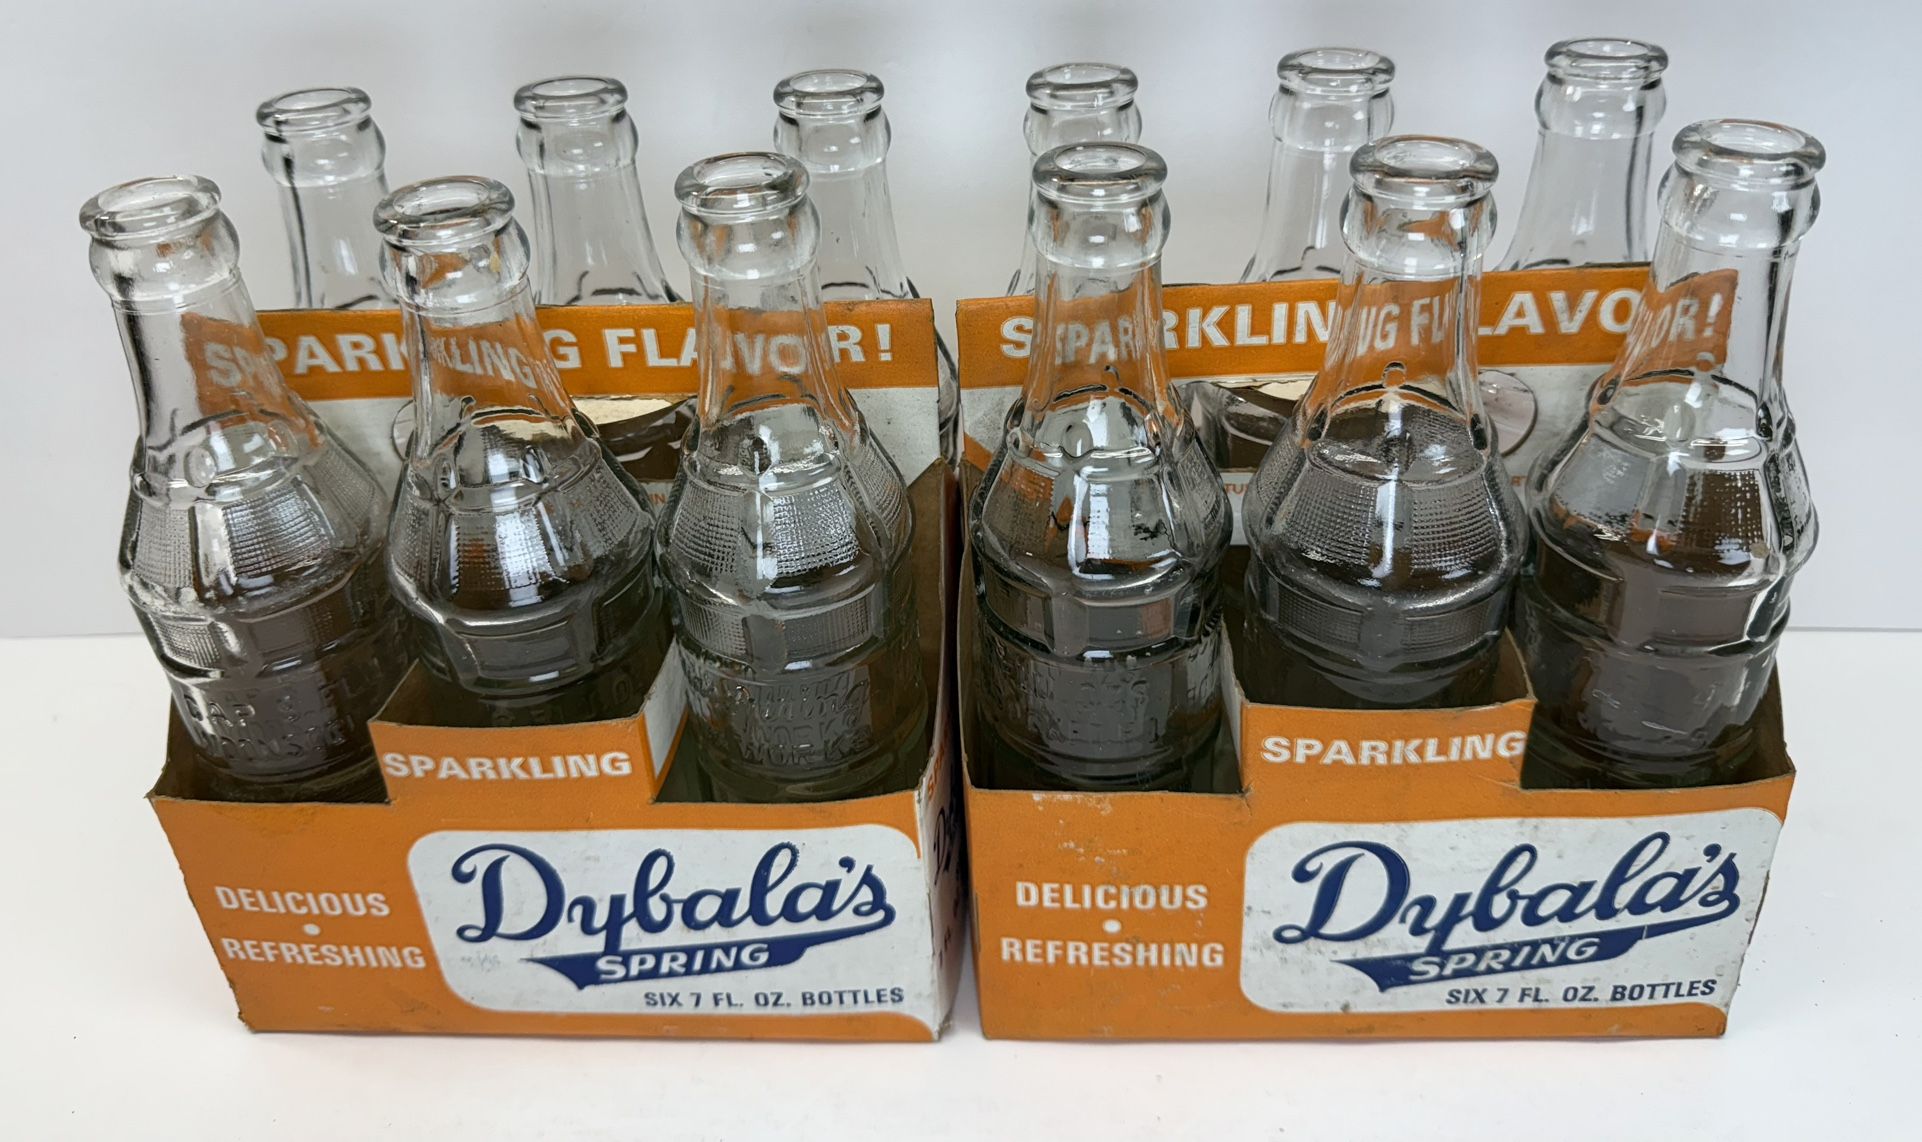 SPARKLING FLAVOR!
SPARKLING FLAVOR!
SPARKLING
DELICIOUS
•
REFRESHING
Dybala's
SPRING
SIX 7 FL. OZ. BOTTLES
SPARKLING
DELICIOUS
•
REFRESHING
Dybala's
SPRING
SIX 7 FL. OZ. BOTTLES